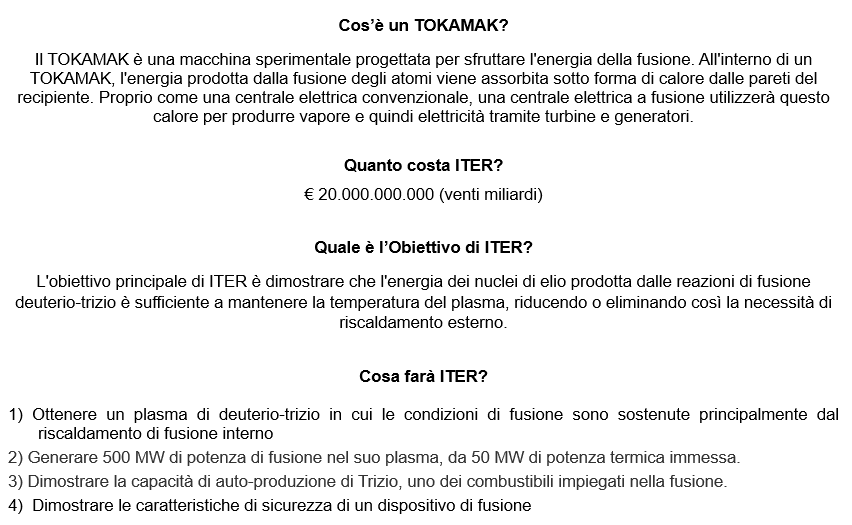 Cos’è un TOKAMAK?
Il TOKAMAK è una macchina sperimentale progettata per sfruttare l'energia della fusione. All'interno di un
TOKAMAK, l'energia prodotta dalla fusione degli atomi viene assorbita sotto forma di calore dalle pareti del
recipiente. Proprio come una centrale elettrica convenzionale, una centrale elettrica a fusione utilizzerà questo
calore per produrre vapore e quindi elettricità tramite turbine e generatori.
Quanto costa ITER?
€ 20.000.000.000 (venti miliardi)
Quale è l’Obiettivo di ITER?
L'obiettivo principale di ITER è dimostrare che l'energia dei nuclei di elio prodotta dalle reazioni di fusione
deuterio-trizio è sufficiente a mantenere la temperatura del plasma, riducendo o eliminando così la necessità di
riscaldamento esterno.
Cosa farà ITER?
1) Ottenere un plasma di deuterio-trizio in cui le condizioni di fusione sono sostenute principalmente dal
riscaldamento di fusione interno
2) Generare 500 MW di potenza di fusione nel suo plasma, da 50 MW di potenza termica immessa.
3) Dimostrare la capacità di auto-produzione di Trizio, uno dei combustibili impiegati nella fusione.
4) Dimostrare le caratteristiche di sicurezza di un dispositivo di fusione